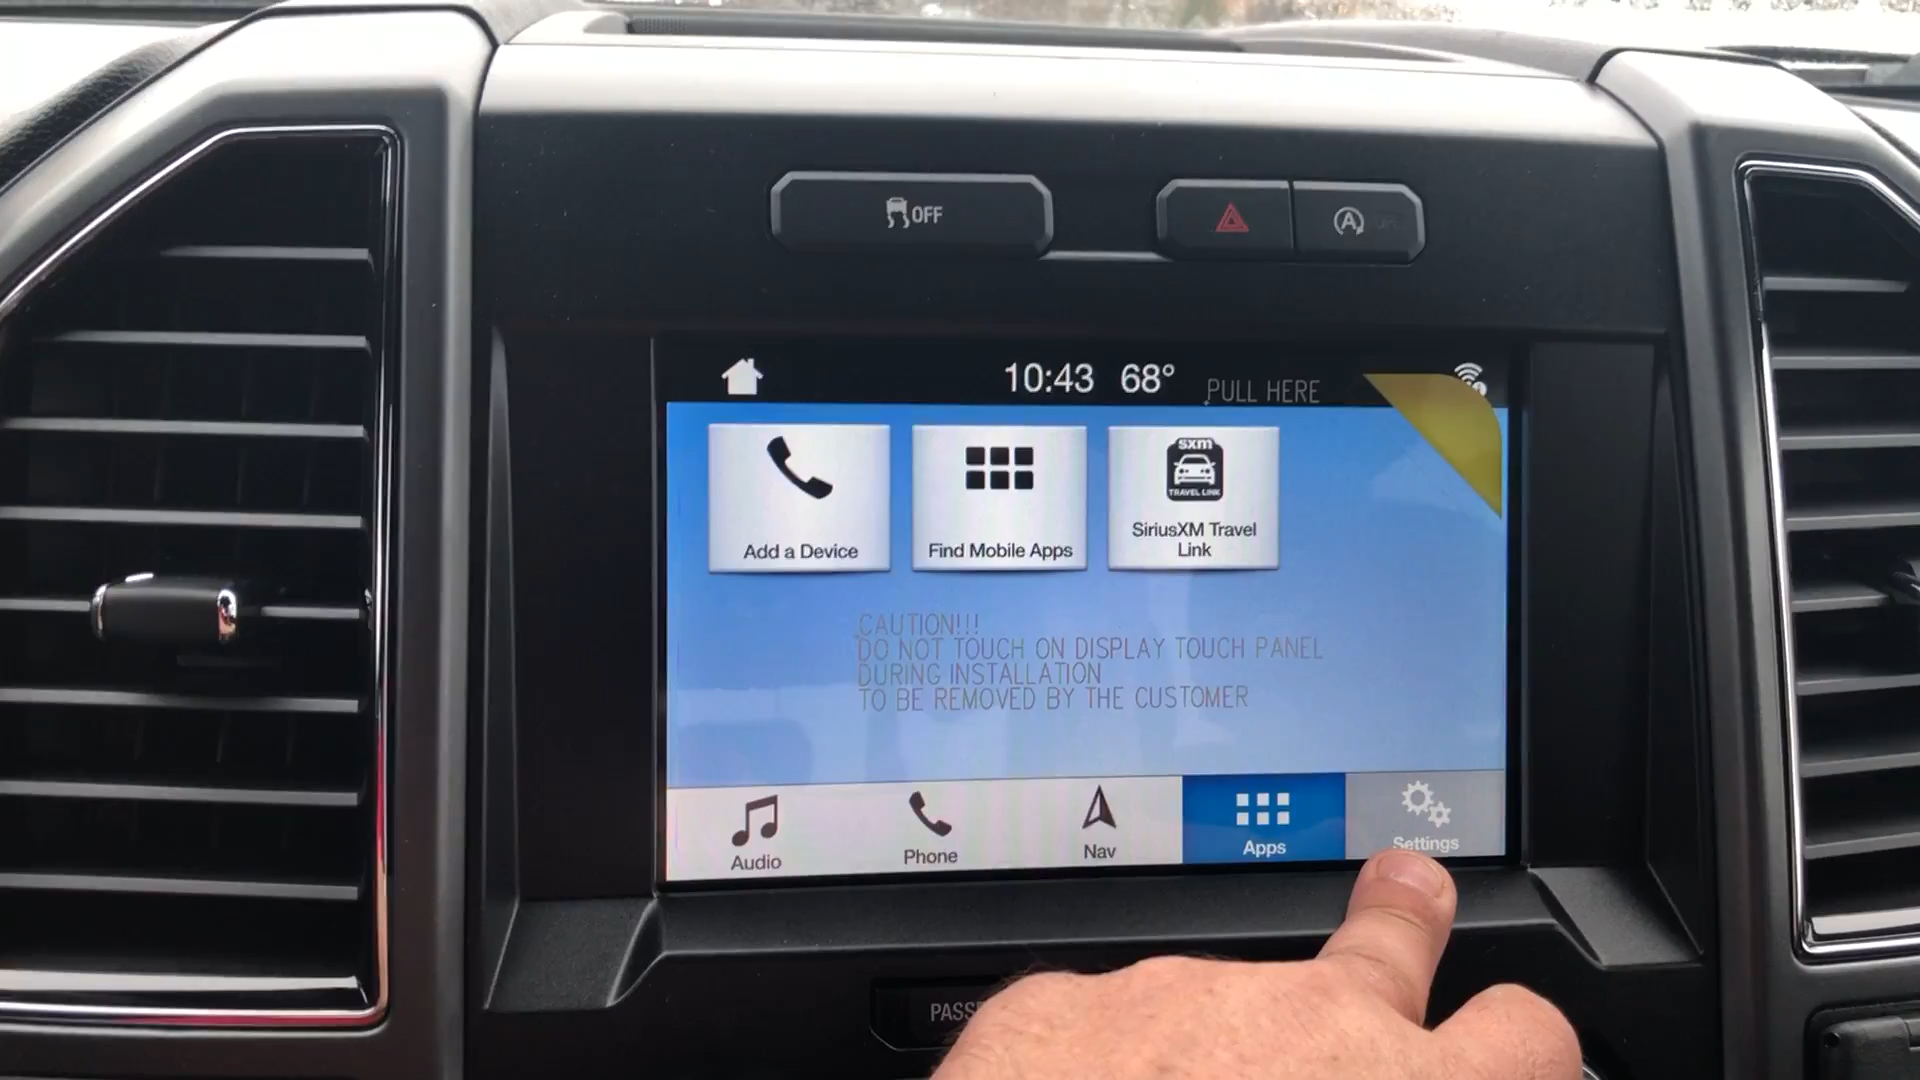 OFF
10:43 68°
PULL HERE
sxm
TRAVEL LINK
Add a Device
Find Mobile Apps
SiriusXM Travel
Link
CAUTION!!!
DO NOT TOUCH ON DISPLAY TOUCH PANEL
DURING INSTALLATION
TO BE REMOVED BY THE CUSTOMER
Audio
Phone
Nav
Apps
Settings